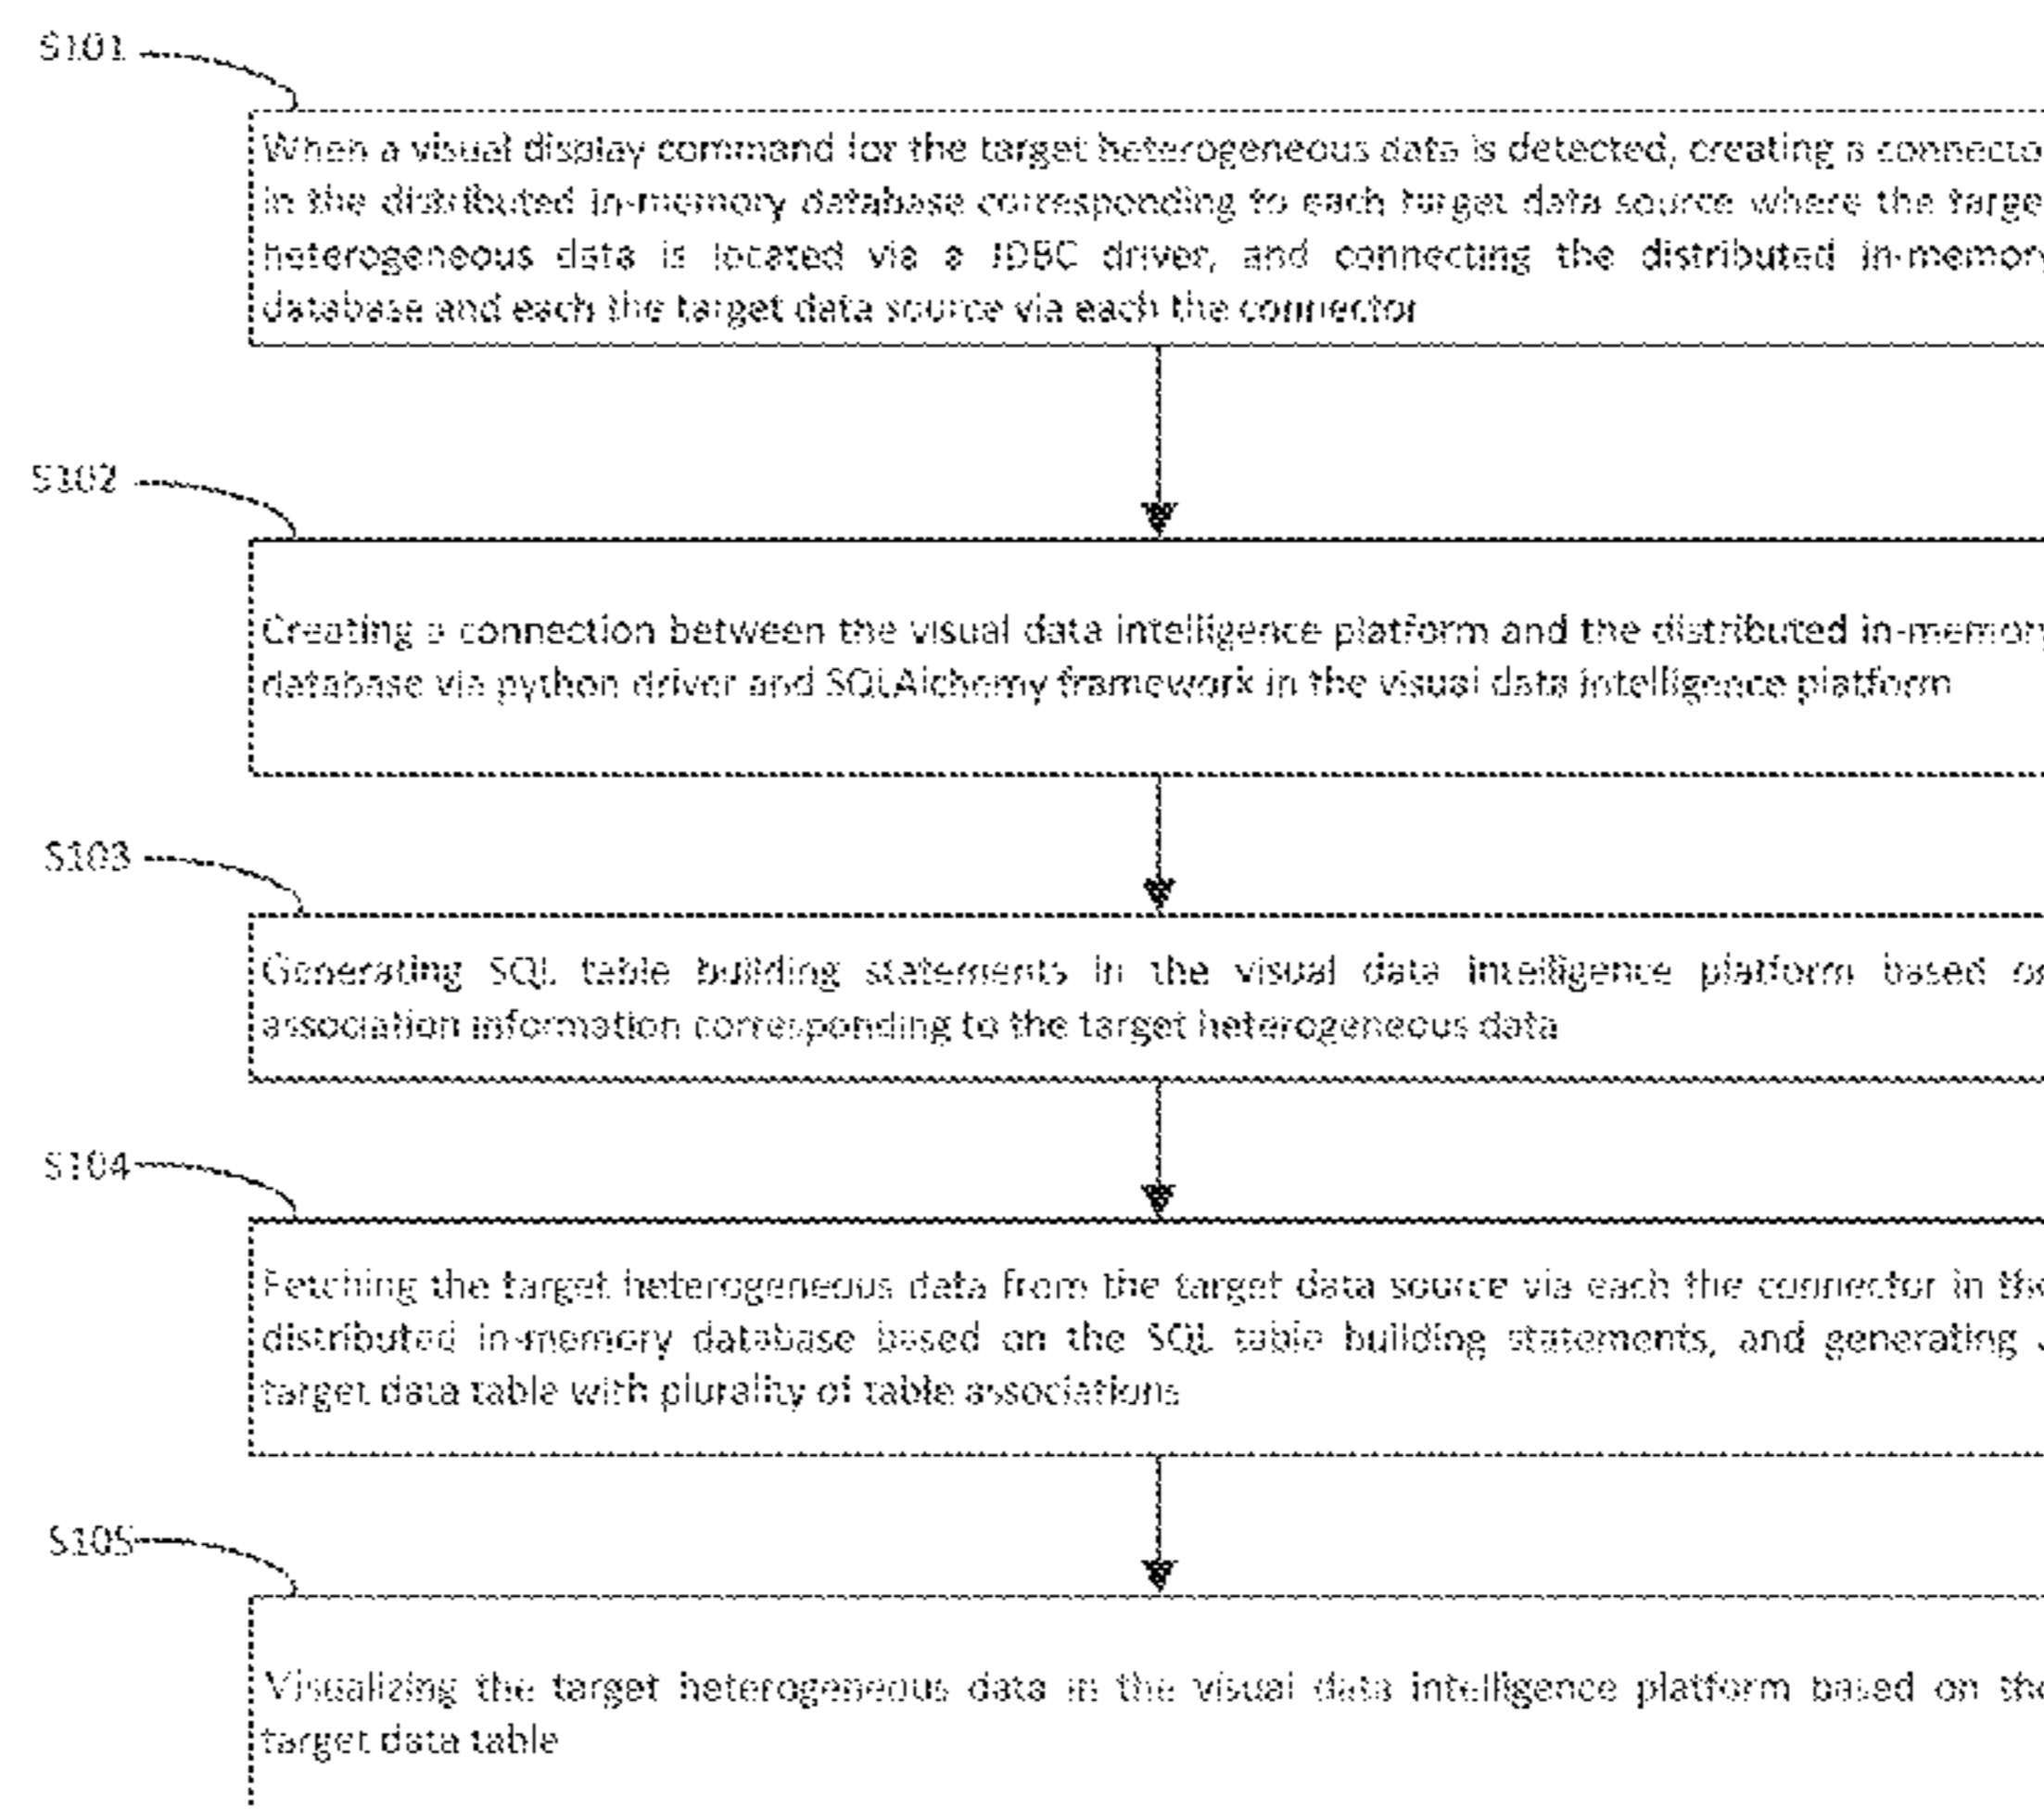 S101
When a visual display command for the target heterogeneous data is detected, creating a connecto
in the distributed in-memory database corresponding to each target data source where the targe
heterogeneous data is located via a JDBC driver, and connecting the distributed in-memory
database and each the target data source via each the connector
S102
Creating a connection between the visual data intelligence platform and the distributed in-memory
database via python driver and SQLAlchemy framework in the visual data intelligence platform
S103
Generating SQL table building statements in the visual data intelligence platform based on
association information corresponding to the target heterogeneous data
S104
Fetching the target heterogeneous data from the target data source via each the connector in the
distributed in-memory database based on the SQL table building statements, and generating
target data table with plurality of table associations
S105
Visualizing the target heterogeneous data in the visual data intelligence platform based on the
target data table